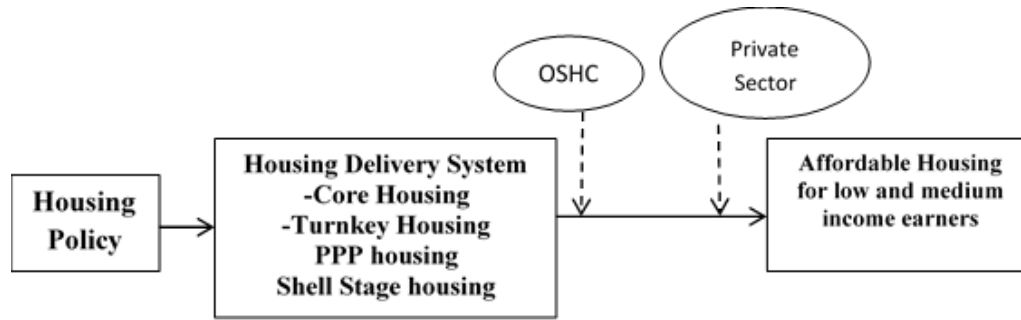 OSHC
Private
Sector
Housing
Policy
Housing Delivery System
-Core Housing
-Turnkey Housing
PPP housing
Shell Stage housing
Affordable Housing
for low and medium
income earners